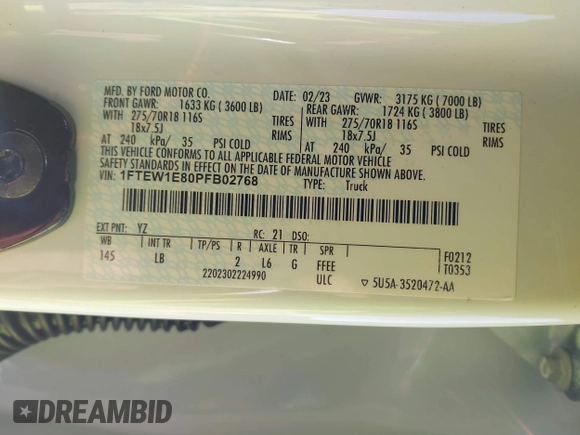 MFD. BY FORD MOTOR CO.
DATE: 02/23 GVWR: 3175 KG ( 7000 LB)
FRONT GAWR: 1633 KG ( 3600 LB) REAR GAWR: 1724 KG ( 3800 LB)
WITH 275/70R18 116S TIRES WITH 275/70R18 116S TIRES
18x7.5J RIMS 18x7.5J RIMS
AT 240 kPa/ 35 PSI COLD AT 240 kPa/ 35 PSI COLD
THIS VEHICLE CONFORMS TO ALL APPLICABLE FEDERAL MOTOR VEHICLE
SAFETY STANDARDS IN EFFECT ON THE DATE OF MANUFACTURE SHOWN ABOVE.
VIN: 1FTEW1E80PFB02768 TYPE: Truck
EXT PNT: YZ RC: 21 DSO:
WB INT TR TP/PS R AXLE TR SPR F0212
145 LB 2 L6 G FFEE T0353
2202302224990 ULC ▽ 5U5A-3520472-AA
DREAMBID